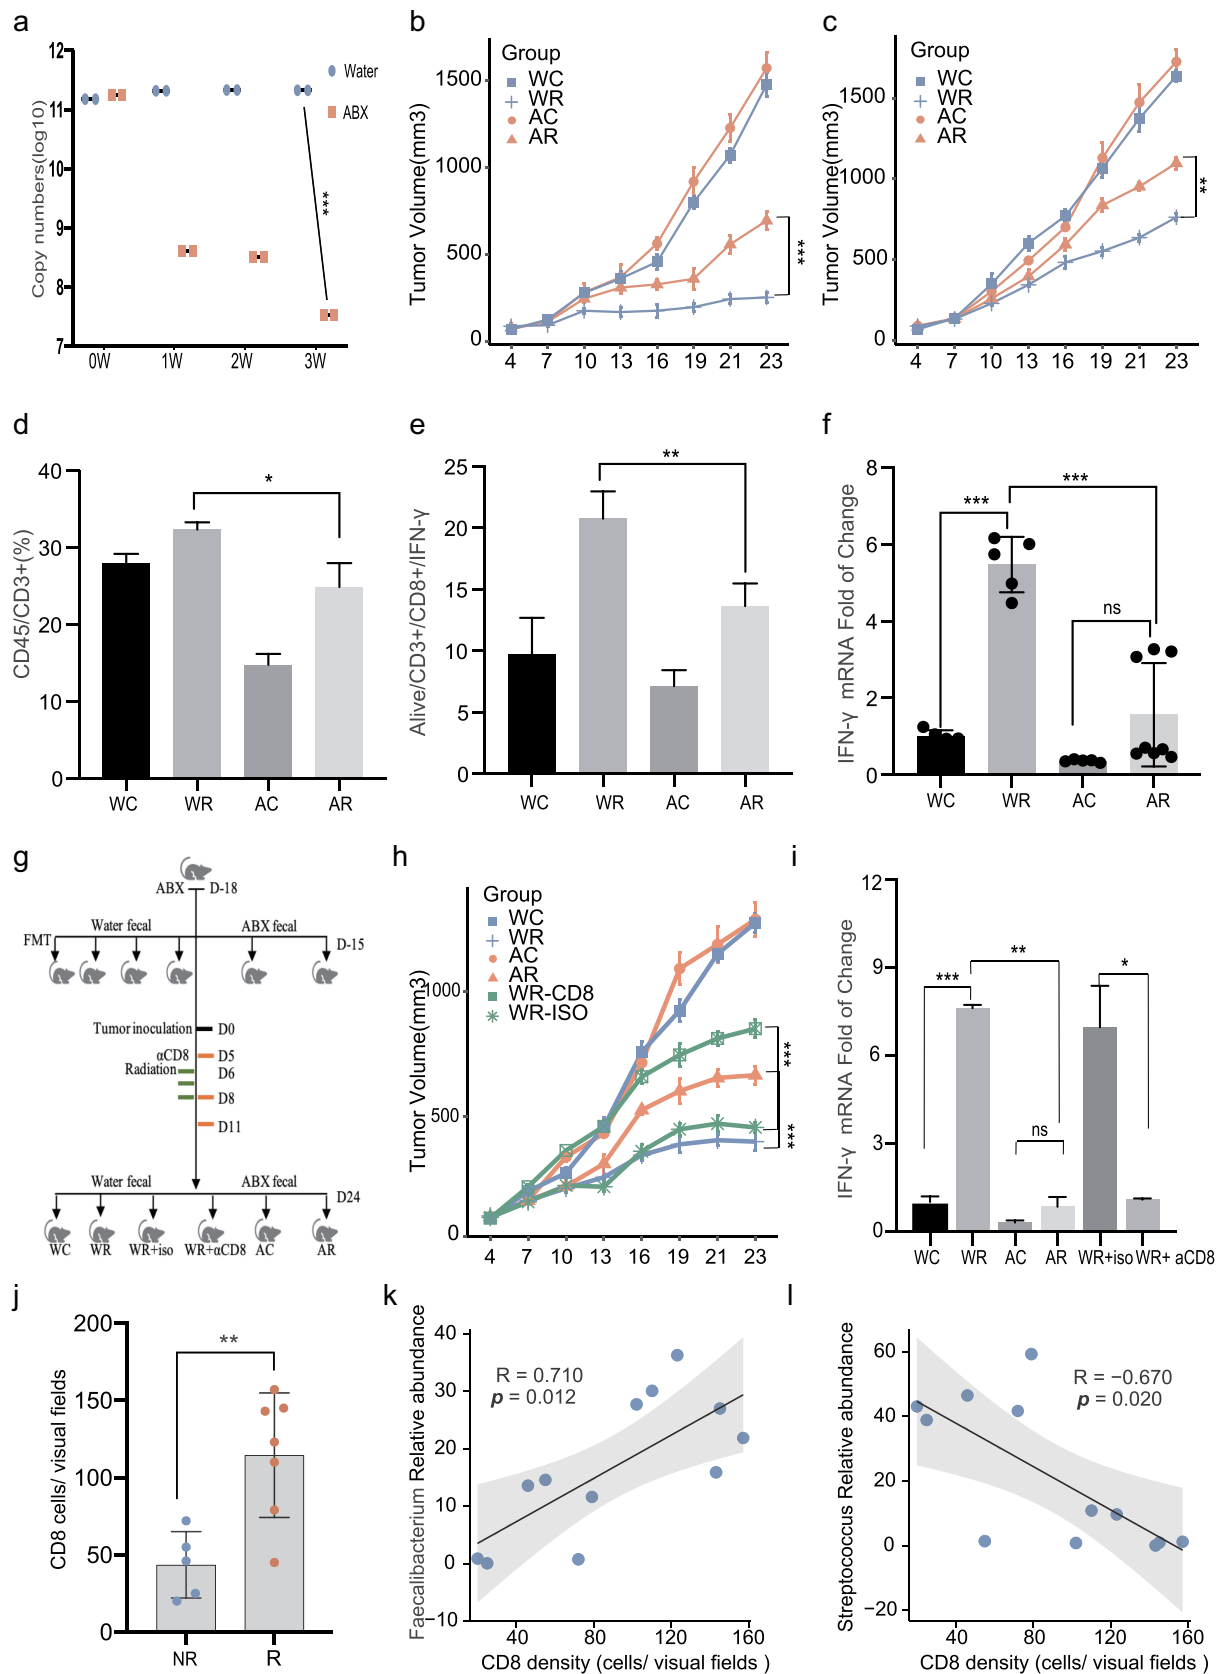 a
Copy numbers(log10)
12
11
10
9
8
7
0W 1W 2W 3W
Water
ABX
***
b
Tumor Volume(mm3)
1500
1000
500
0
4 7 10 13 16 19 21 23
Group
WC
WR
AC
AR
***
c
Tumor Volume(mm3)
1500
1000
500
0
4 7 10 13 16 19 21 23
Group
WC
WR
AC
AR
**
d
CD45/CD3+(%)
40
30
20
10
0
WC WR AC AR
*
e
Alive/CD3+/CD8+/IFN-γ
25
20
15
10
5
0
WC WR AC AR
**
f
IFN-γ mRNA Fold of Change
8
6
4
2
0
WC WR AC AR
***
***
ns
g
ABX D-18
Water fecal ABX fecal
FMT D-15
Tumor inoculation D0
αCD8 D5
Radiation D6
D8
D11
Water fecal ABX fecal
D24
WC WR WR+iso WR+αCD8 AC AR
h
Tumor Volume(mm3)
1000
500
0
4 7 10 13 16 19 21 23
Group
WC
WR
AC
AR
WR-CD8
WR-ISO
***
***
i
IFN-γ mRNA Fold of Change
12
9
6
3
0
WC WR AC AR WR+iso WR+ aCD8
***
**
ns
*
j
CD8 cells/ visual fields
200
150
100
50
0
NR R
**
k
Faecalibacterium Relative abundance
40
30
20
10
0
−10
40 80 120 160
CD8 density (cells/ visual fields )
R = 0.710
p = 0.012
l
Streptococcus Relative abundance
60
40
20
0
−20
40 80 120 160
CD8 density (cells/ visual fields )
R = −0.670
p = 0.020